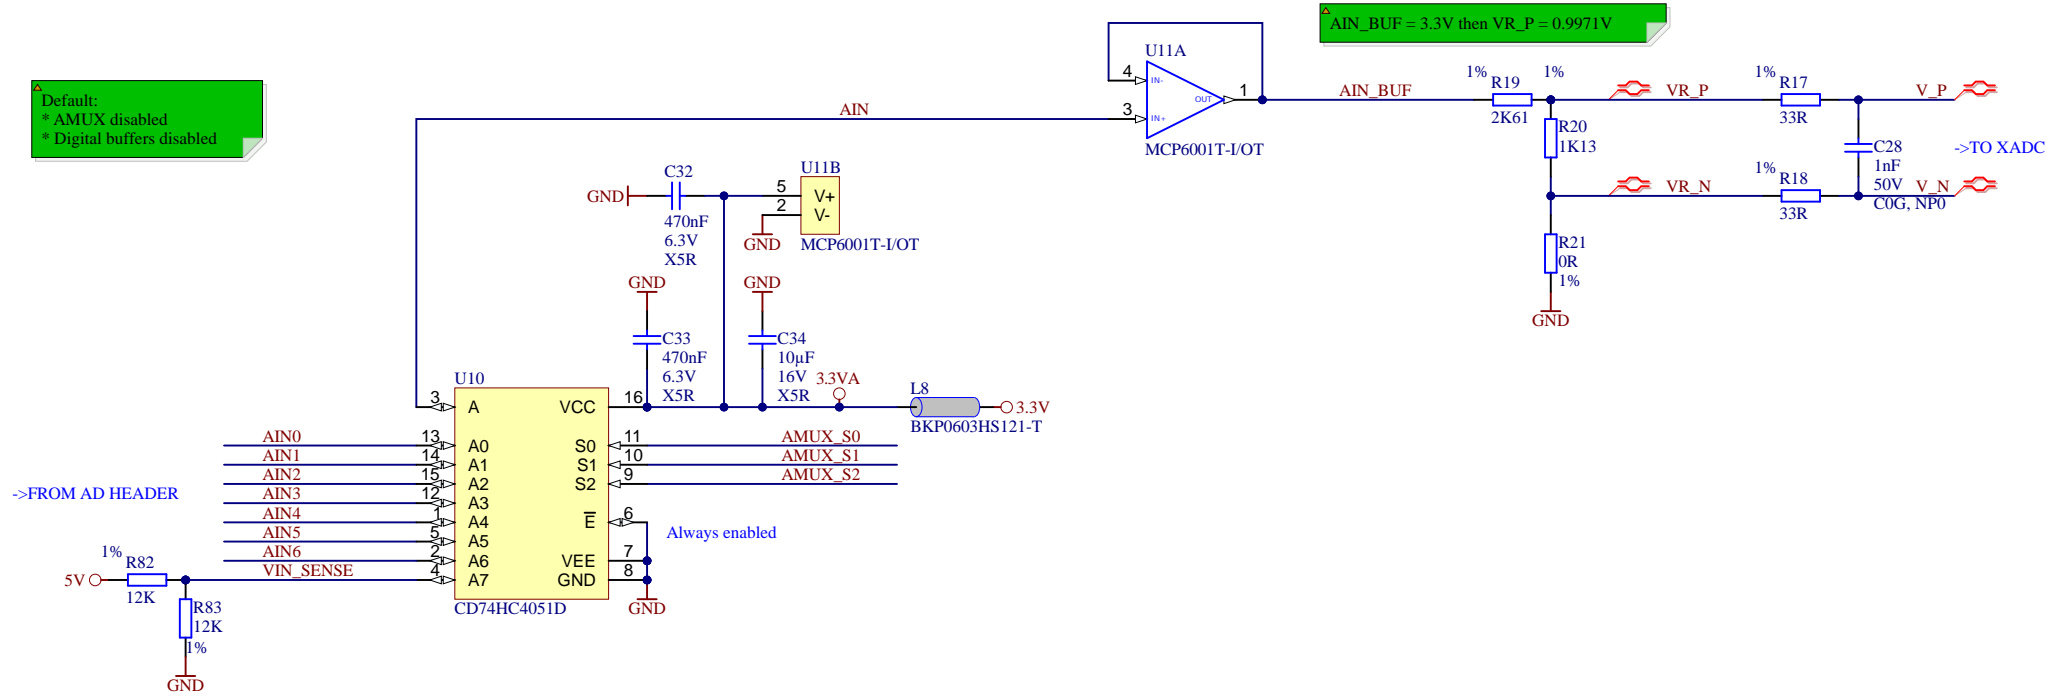 AIN_BUF = 3.3V then VR_P = 0.9971V
Default:
* AMUX disabled
* Digital buffers disabled
AIN
U11A
4
IN-
3
IN+
OUT
1
MCP6001T-I/OT
AIN_BUF
1%
R19
1%
2K61
R20
1K13
VR_P
1%
R17
33R
V_P
C28
1nF
50V
C0G, NP0
->TO XADC
VR_N
1%
R18
33R
V_N
R21
0R
1%
GND
C32
470nF
6.3V
X5R
GND
U11B
5
V+
2
V-
GND
MCP6001T-I/OT
GND
C33
470nF
6.3V
X5R
GND
C34
10µF
16V
X5R
3.3VA
L8
3.3V
BKP0603HS121-T
U10
3
A
VCC
16
AIN0
13
A0
S0
11
AMUX_S0
AIN1
14
A1
S1
10
AMUX_S1
AIN2
15
A2
S2
9
AMUX_S2
->FROM AD HEADER
AIN3
12
A3
AIN4
1
A4
E
6
Always enabled
AIN5
5
A5
AIN6
2
A6
VEE
7
VIN_SENSE
4
A7
GND
8
CD74HC4051D
GND
1%
R82
5V
12K
R83
12K
1%
GND